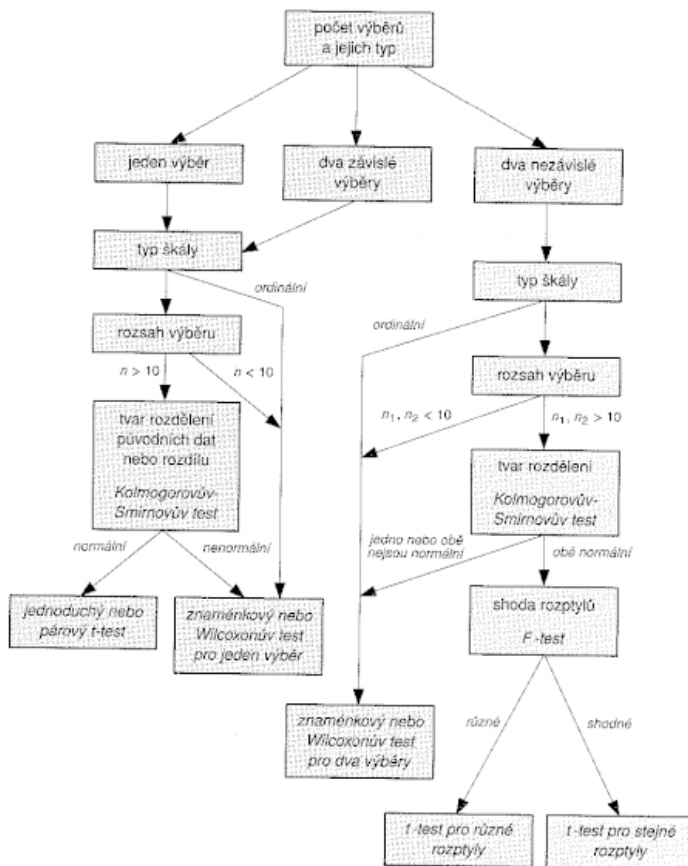 počet výběrů
a jejich typ
jeden výběr
dva závislé
výběry
dva nezávislé
výběry
typ škály
typ škály
ordinální
ordinální
rozsah výběru
rozsah výběru
n > 10
n < 10
n₁, n₂ < 10
n₁, n₂ > 10
tvar rozdělení
původních dat
nebo rozdílu
Kolmogorovův-
Smirnovův test
tvar rozdělení
Kolmogorovův-
Smirnovův test
normální
nenormální
jedno nebo obě
nejsou normální
obě normální
jednoduchý nebo
párový t-test
znaménkový nebo
Wilcoxonův test
pro jeden výběr
shoda rozptylů
F-test
znaménkový nebo
Wilcoxonův test
pro dva výběry
různé
shodné
t-test pro různé
rozptyly
t-test pro stejné
rozptyly